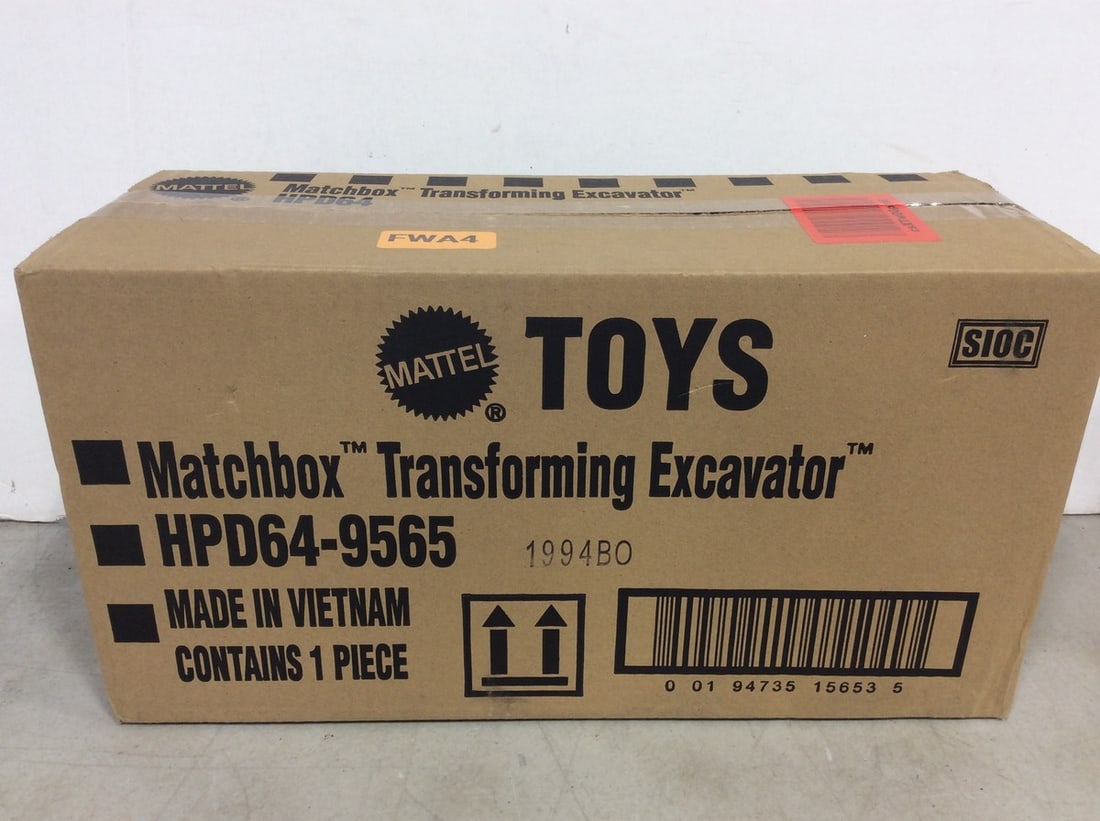 MATTEL ®
Matchbox™ Transforming Excavator™
HPD64
FWA4
MATTEL ® TOYS
SIOC
Matchbox™ Transforming Excavator™
HPD64-9565
1994BO
MADE IN VIETNAM
CONTAINS 1 PIECE
0 01 94735 15653 5